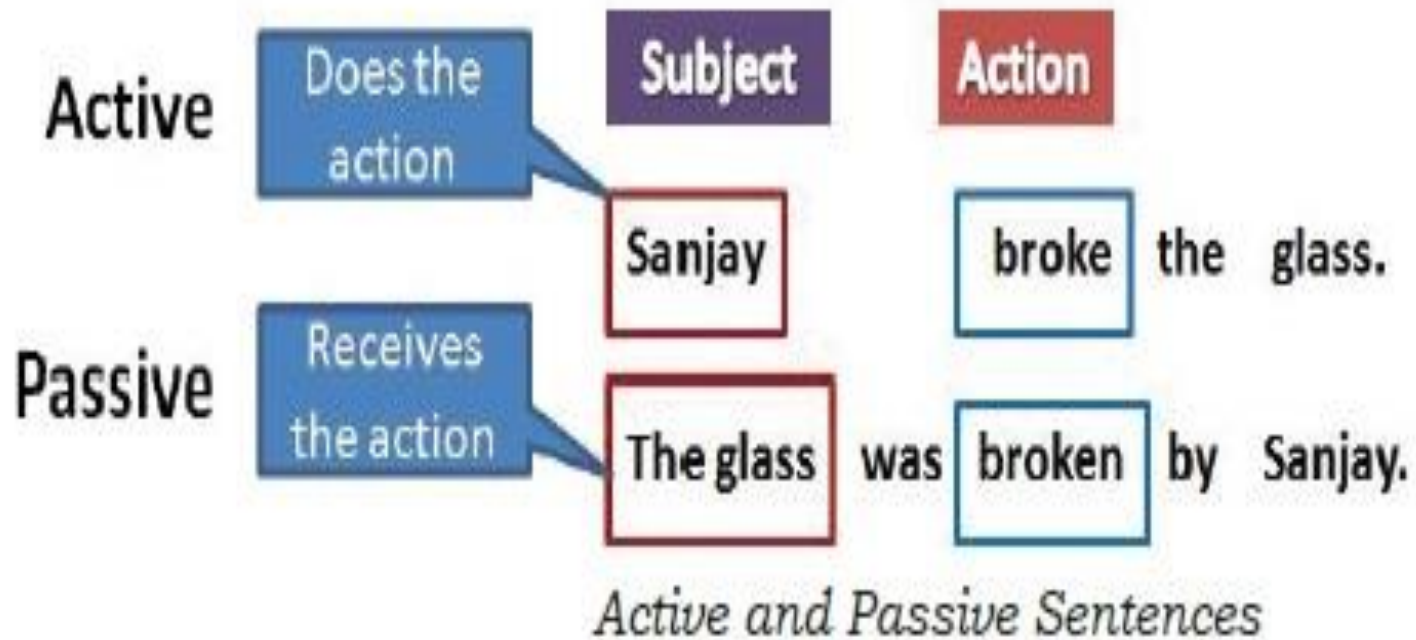 Subject Action
Active
Does the
action
Sanjay broke the glass.
Passive
Receives
the action
The glass was broken by Sanjay.
Active and Passive Sentences